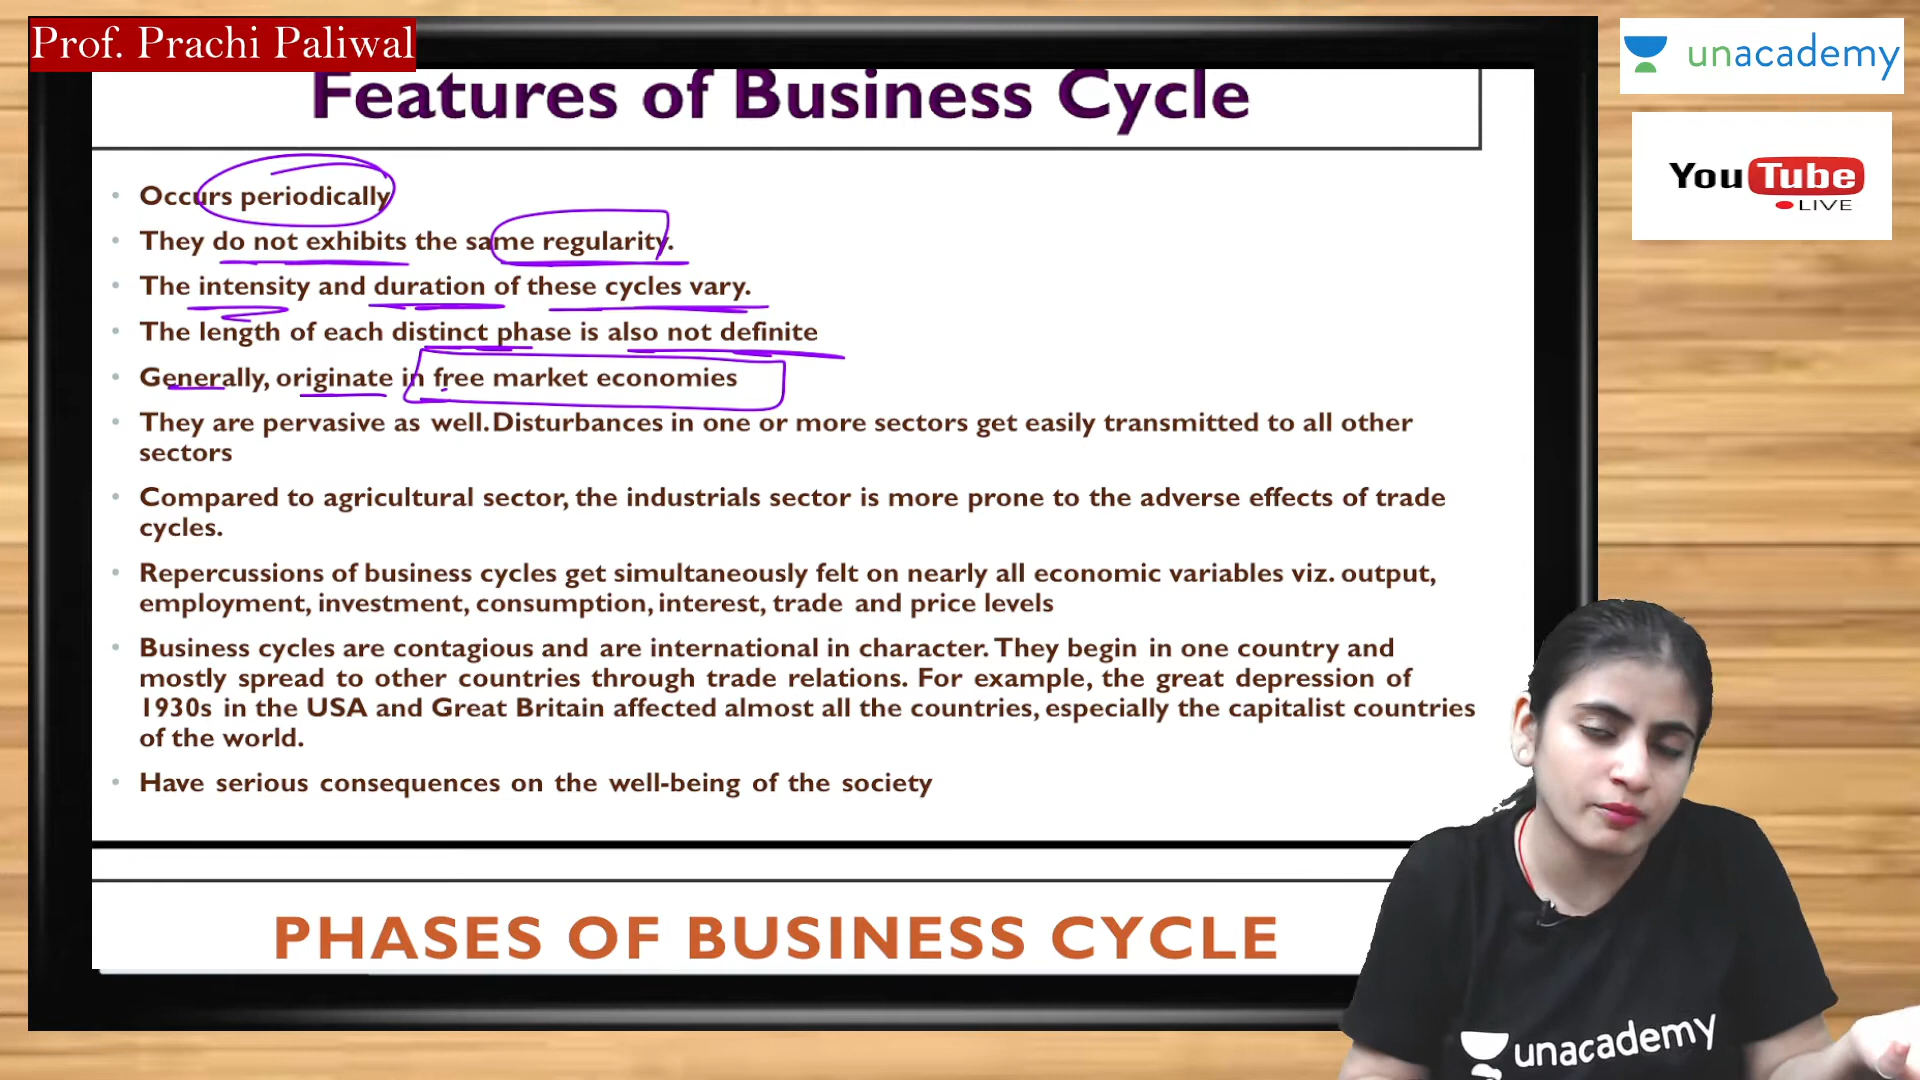 Prof. Prachi Paliwal
unacademy
YouTube
LIVE
Features of Business Cycle
Occurs periodically
They do not exhibits the same regularity.
The intensity and duration of these cycles vary.
The length of each distinct phase is also not definite
Generally, originate in free market economies
They are pervasive as well. Disturbances in one or more sectors get easily transmitted to all other
sectors
Compared to agricultural sector, the industrials sector is more prone to the adverse effects of trade
cycles.
Repercussions of business cycles get simultaneously felt on nearly all economic variables viz. output,
employment, investment, consumption, interest, trade and price levels
Business cycles are contagious and are international in character. They begin in one country and
mostly spread to other countries through trade relations. For example, the great depression of
1930s in the USA and Great Britain affected almost all the countries, especially the capitalist countries
of the world.
Have serious consequences on the well-being of the society
PHASES OF BUSINESS CYCLE
unacademy